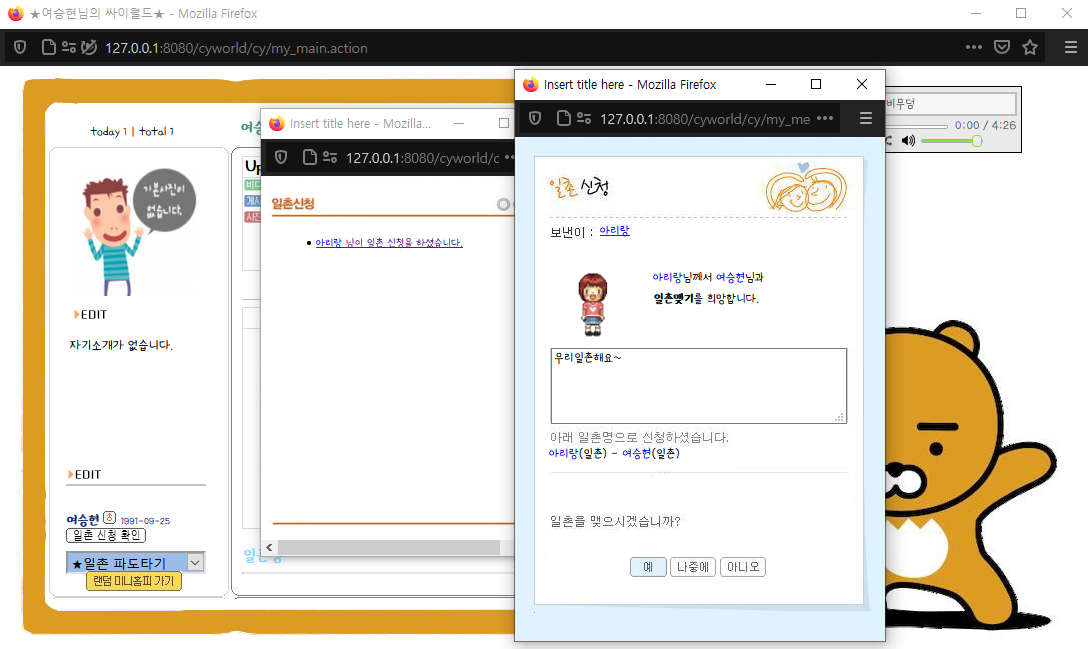 ★여승현님의 싸이월드★ - Mozilla Firefox
127.0.0.1:8080/cyworld/cy/my_main.action
today 1 | total 1
기본사진이
없습니다.
EDIT
자기소개가 없습니다.
EDIT
여승현 1991-09-25
일촌 신청 확인
★일촌 파도타기
랜덤 미니홈피 가기
Insert title here - Mozilla...
127.0.0.1:8080/cyworld/c
일촌신청
아리랑 님이 일촌 신청을 하셨습니다.
Insert title here - Mozilla Firefox
127.0.0.1:8080/cyworld/cy/my_me
일촌 신청
보낸이 : 아리랑
아리랑님께서 여승현님과
일촌맺기를 희망합니다.
우리일촌해요~
아래 일촌명으로 신청하셨습니다.
아리랑(일촌) - 여승현(일촌)
일촌을 맺으시겠습니까?
예
나중에
아니오
비무덤
0:00 / 4:26